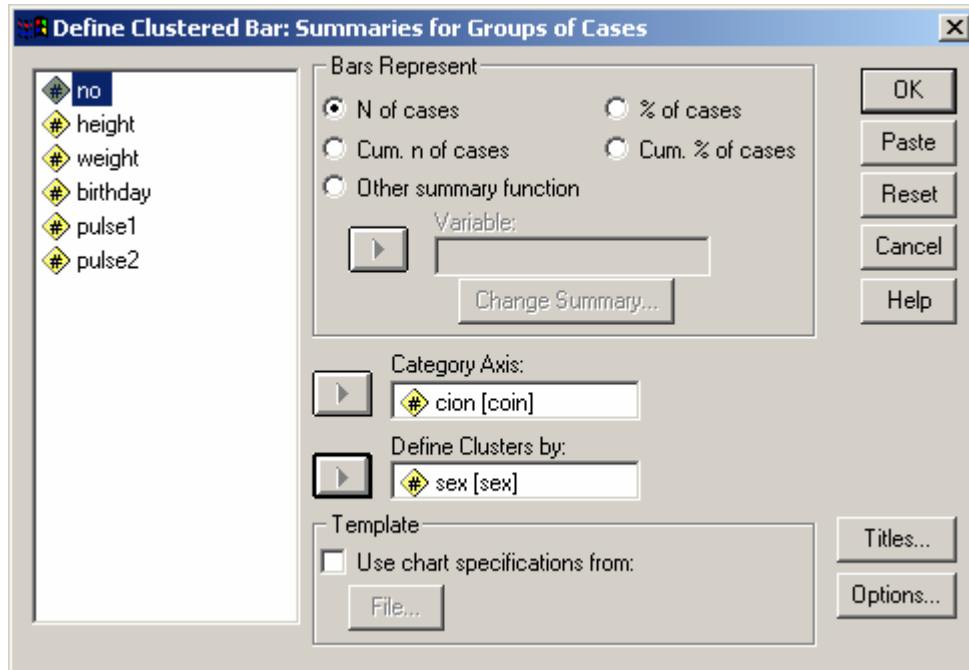 Define Clustered Bar: Summaries for Groups of Cases
no
height
weight
birthday
pulse1
pulse2
Bars Represent
N of cases
% of cases
Cum. n of cases
Cum. % of cases
Other summary function
Variable:
Change Summary...
Category Axis:
cion [coin]
Define Clusters by:
sex [sex]
Template
Use chart specifications from:
File...
OK
Paste
Reset
Cancel
Help
Titles...
Options...